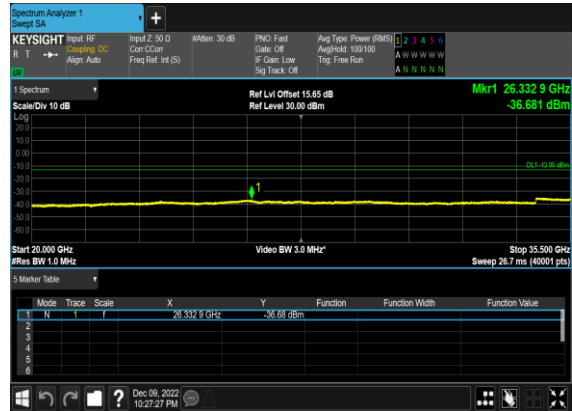 Spectrum Analyzer 1
Swept SA
+
KEYSIGHT Input: RF Input Z: 50 Ω #Atten: 30 dB PNO: Fast Avg Type: Power (RMS) 1 2 3 4 5 6
R T Coupling: DC Corr CCorr Gate: Off Avg|Hold: 100/100 A W W W W W
Align: Auto Freq Ref: Int (S) IF Gain: Low Trig: Free Run
Sig Track: Off A N N N N N
1 Spectrum
Ref Lvl Offset 15.65 dB Mkr1 26.332 9 GHz
Scale/Div 10 dB Ref Level 30.00 dBm -36.681 dBm
Log
20.0
10.0
0.00
-10.0
DL1 -13.00 dBm
-20.0
-30.0
1
-40.0
-50.0
-60.0
Start 20.000 GHz Video BW 3.0 MHz* Stop 35.500 GHz
#Res BW 1.0 MHz Sweep 26.7 ms (40001 pts)
5 Marker Table
Mode Trace Scale X Y Function Function Width Function Value
1 N 1 f 26.332 9 GHz -36.68 dBm
2
3
4
5
6
? Dec 09, 2022
10:27:27 PM